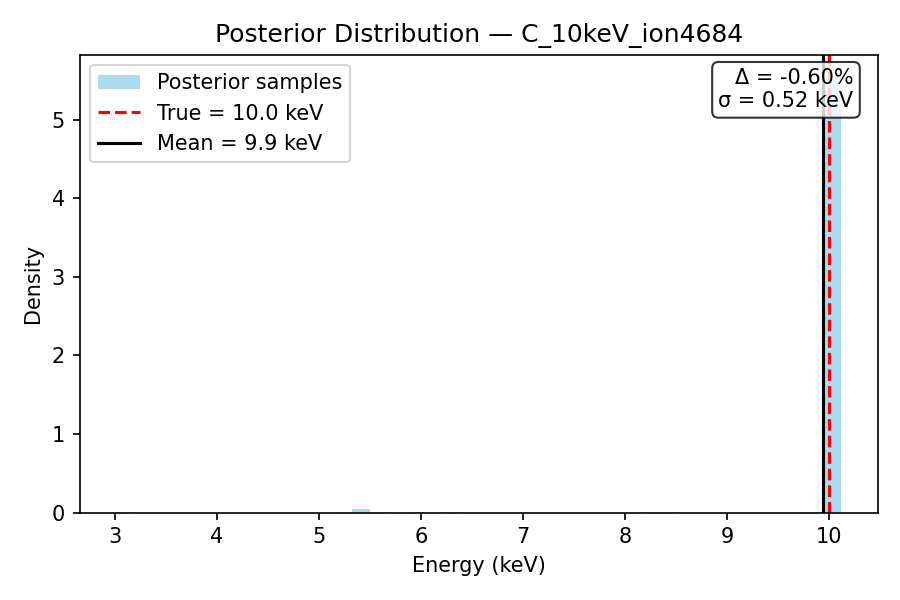 Posterior Distribution — C_10keV_ion4684
Posterior samples
True = 10.0 keV
Mean = 9.9 keV
Δ = -0.60%
σ = 0.52 keV
Density
5
4
3
2
1
0
3 4 5 6 7 8 9 10
Energy (keV)